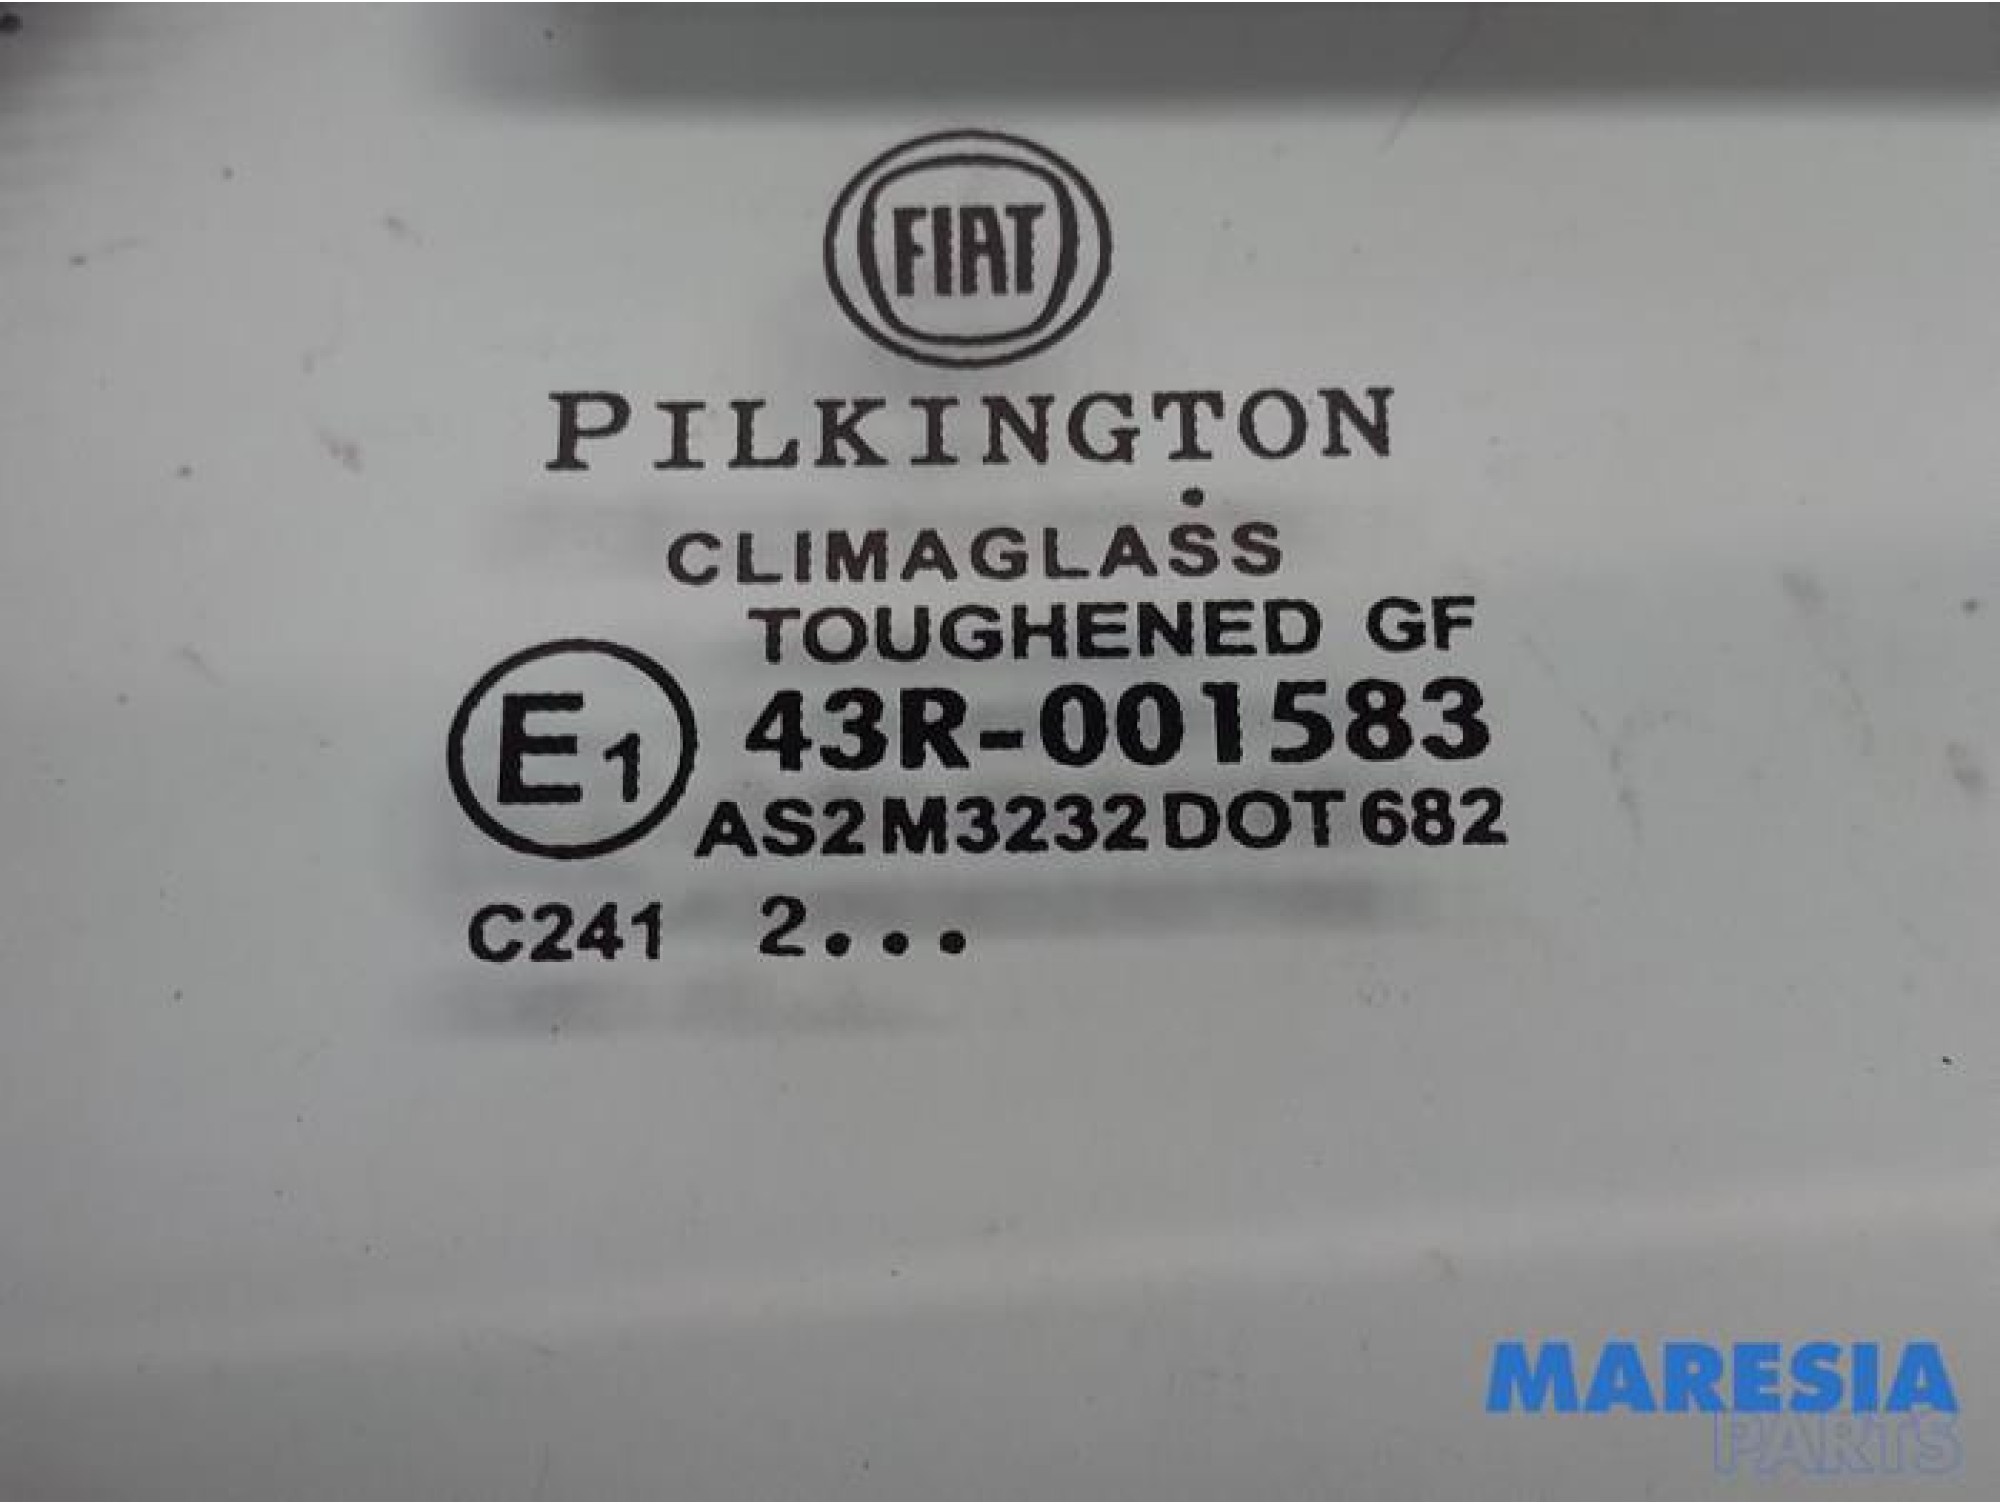 FIAT
PILKINGTON
CLIMAGLASS
TOUGHENED GF
E1 43R-001583
AS2 M3232 DOT 682
C241 2...
MARESIA
PARTS